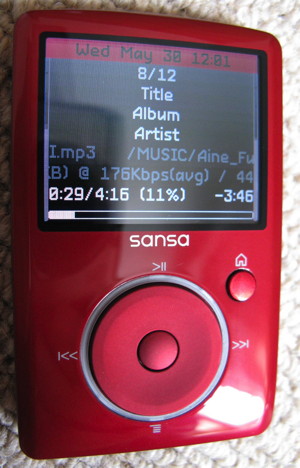 Wed May 30 12:01
8/12
Title
Album
Artist
I.mp3 /MUSIC/Aine_Fu
(B) @ 176Kbps(avg) / 44
0:29/4:16 (11%) -3:46
sansa